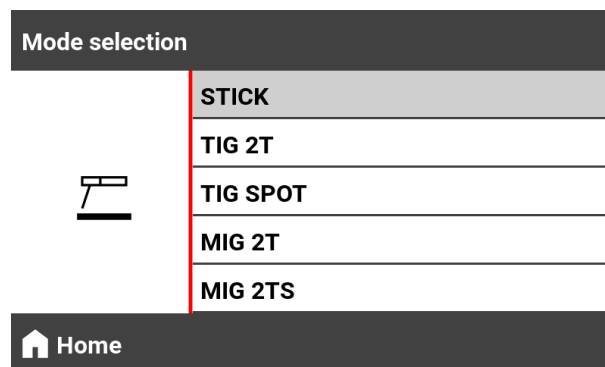 Mode selection
STICK
TIG 2T
TIG SPOT
MIG 2T
MIG 2TS
Home